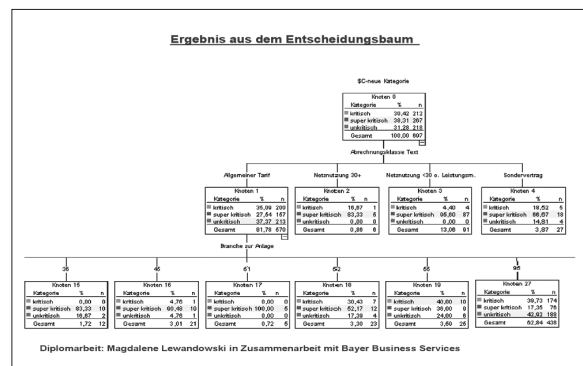 Ergebnis aus dem Entscheidungsbaum
$C-neue Kategorie
Knoten 0
Kategorie % n
kritisch 30,42 212
super kritisch 38,31 267
unkritisch 31,28 218
Gesamt 100,00 697
Abrechnungsklasse Text
Allgemeiner Tarif Netznutzung 30+ Netznutzung <30 o. Leistungsm. Sondervertrag
Knoten 1 Knoten 2 Knoten 3 Knoten 4
Kategorie % n Kategorie % n Kategorie % n Kategorie % n
kritisch 35,09 200 kritisch 16,67 1 kritisch 4,40 4 kritisch 18,52 5
super kritisch 27,54 157 super kritisch 83,33 5 super kritisch 95,60 87 super kritisch 66,67 18
unkritisch 37,37 213 unkritisch 0,00 0 unkritisch 0,00 0 unkritisch 14,81 4
Gesamt 81,78 570 Gesamt 0,86 6 Gesamt 13,06 91 Gesamt 3,87 27
Branche zur Anlage
Knoten 15 Knoten 16 Knoten 17 Knoten 18 Knoten 19 Knoten 27
Kategorie % n Kategorie % n Kategorie % n Kategorie % n Kategorie % n Kategorie % n
kritisch 0,00 0 kritisch 4,76 1 kritisch 0,00 0 kritisch 30,43 7 kritisch 40,00 10 kritisch 39,73 174
super kritisch 83,33 10 super kritisch 90,48 19 super kritisch 100,00 5 super kritisch 52,17 12 super kritisch 36,00 9 super kritisch 17,35 76
unkritisch 16,67 2 unkritisch 4,76 1 unkritisch 0,00 0 unkritisch 17,39 4 unkritisch 24,00 6 unkritisch 42,92 188
Gesamt 1,72 12 Gesamt 3,01 21 Gesamt 0,72 5 Gesamt 3,30 23 Gesamt 3,59 25 Gesamt 62,84 438
Diplomarbeit: Magdalene Lewandowski in Zusammenarbeit mit Bayer Business Services